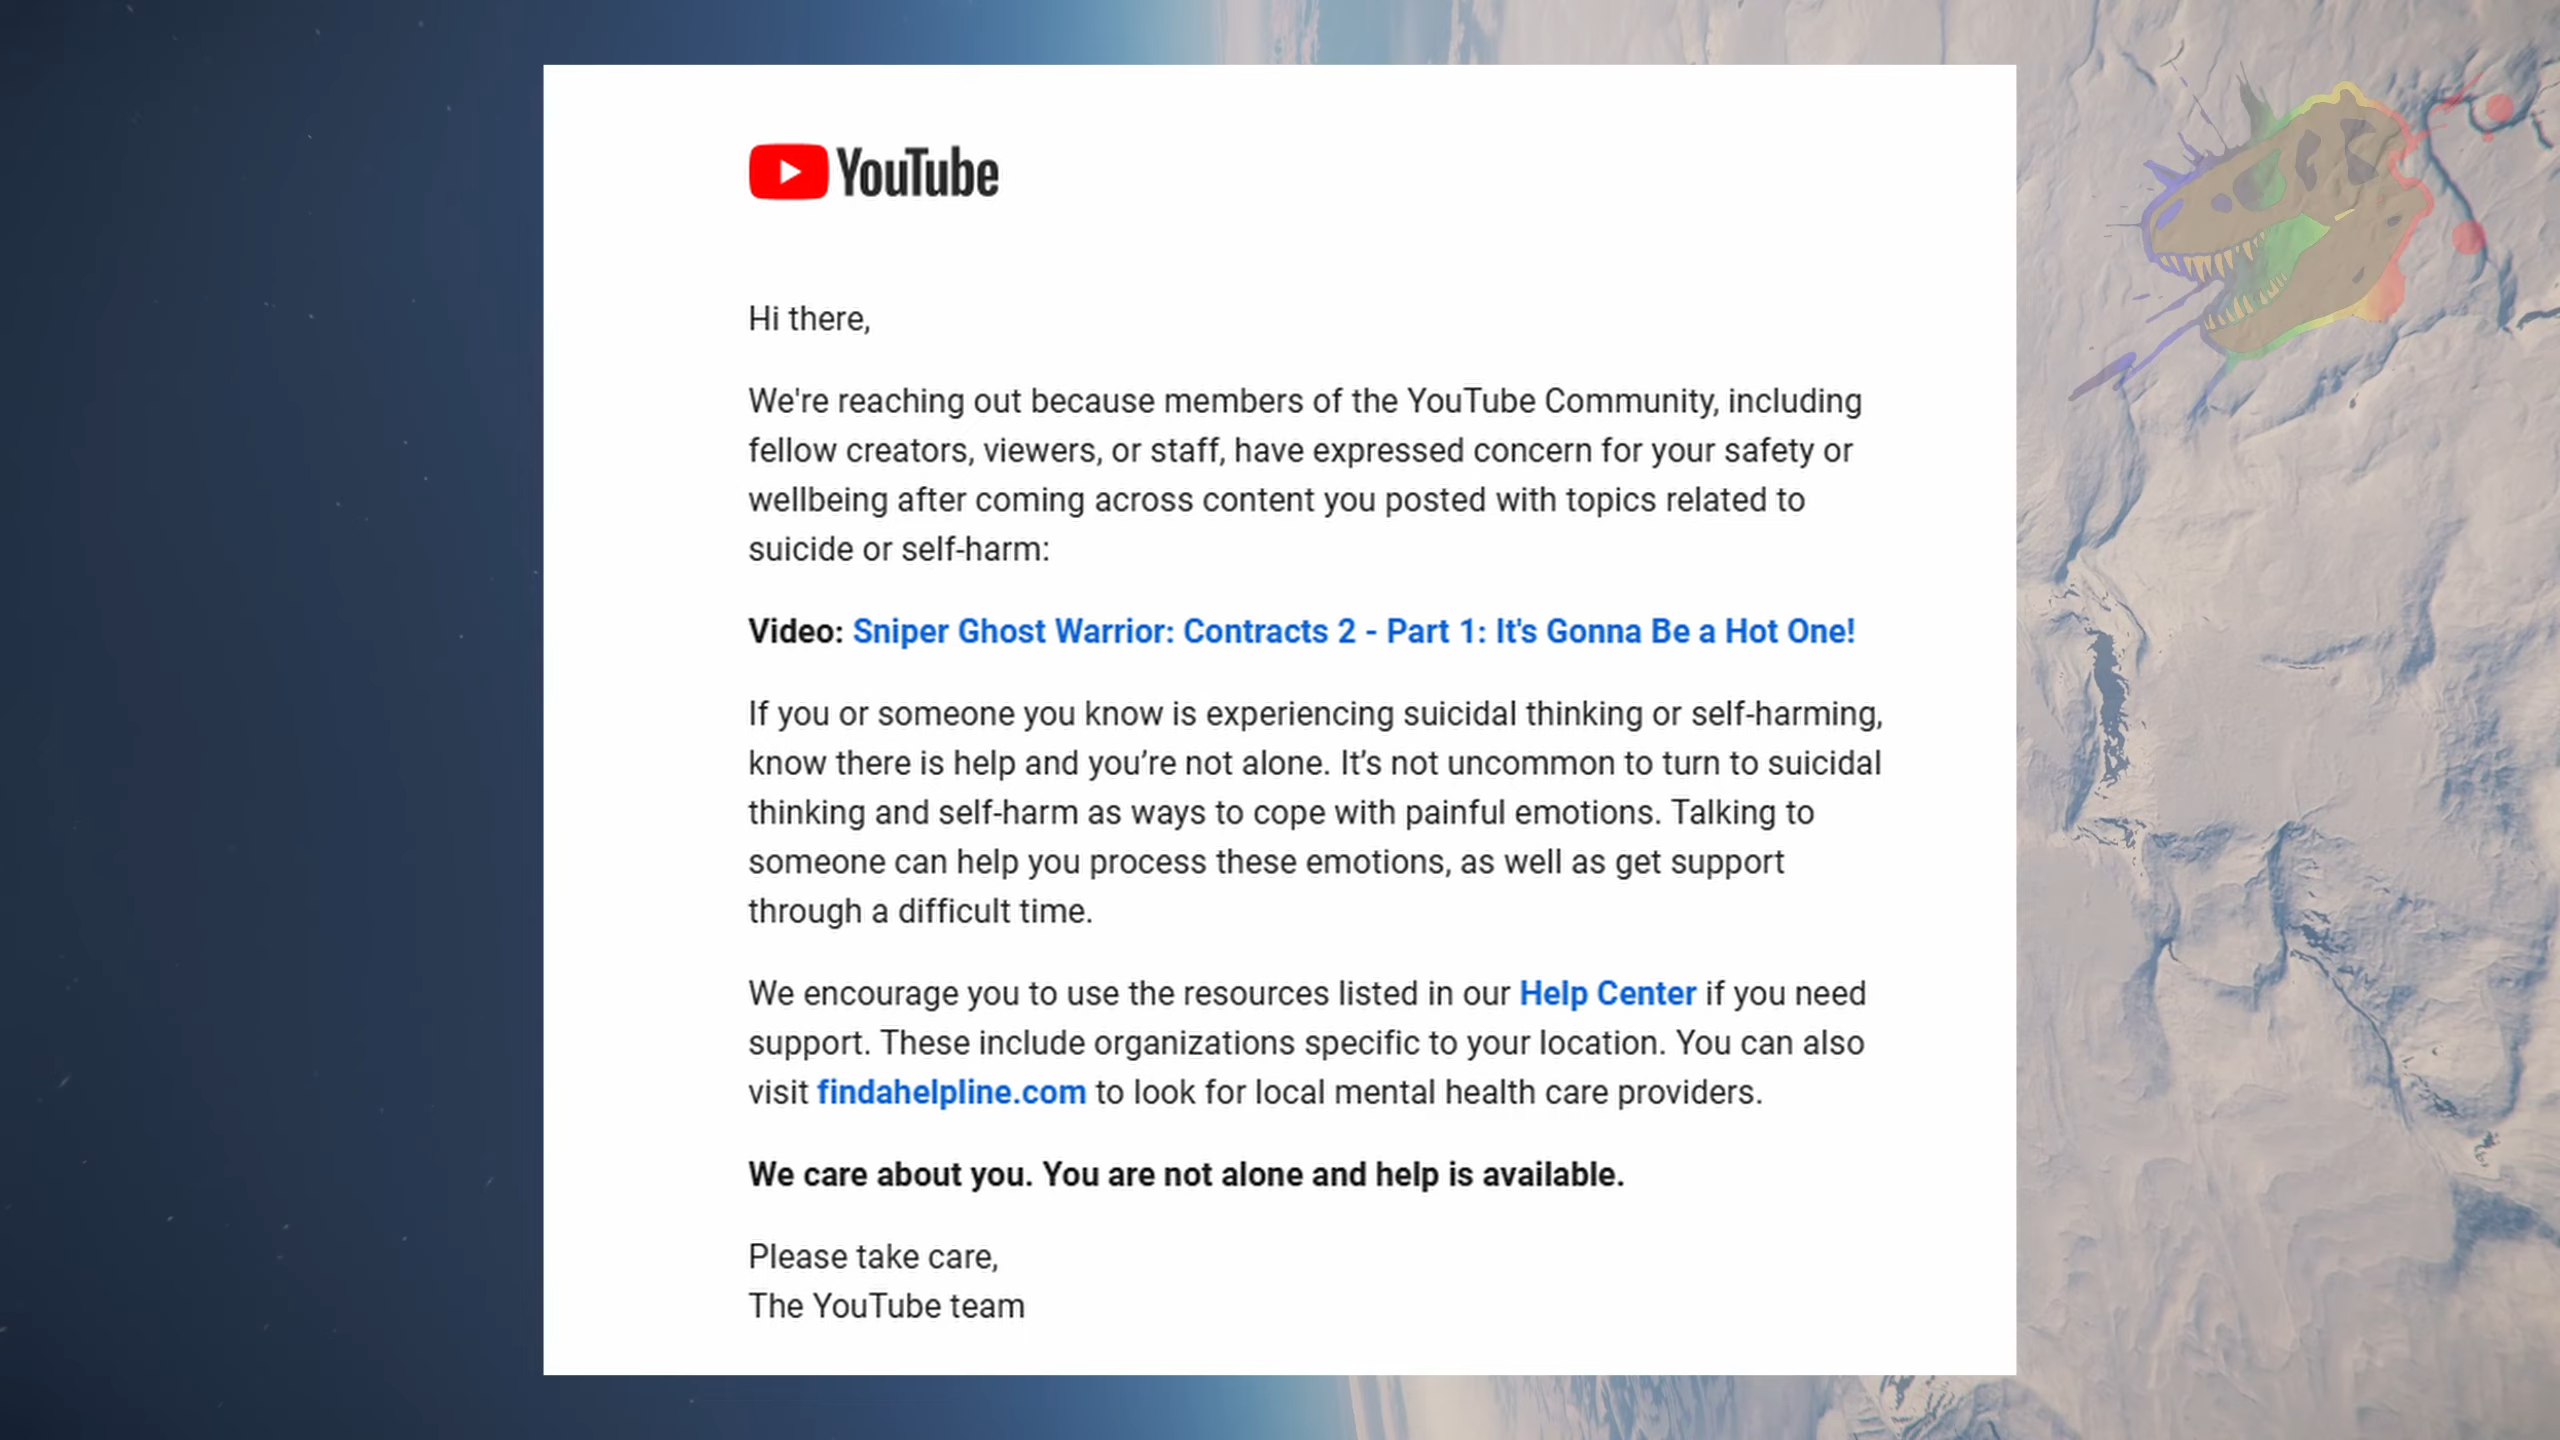 YouTube
Hi there,
We're reaching out because members of the YouTube Community, including
fellow creators, viewers, or staff, have expressed concern for your safety or
wellbeing after coming across content you posted with topics related to
suicide or self-harm:
Video: Sniper Ghost Warrior: Contracts 2 - Part 1: It's Gonna Be a Hot One!
If you or someone you know is experiencing suicidal thinking or self-harming,
know there is help and you’re not alone. It’s not uncommon to turn to suicidal
thinking and self-harm as ways to cope with painful emotions. Talking to
someone can help you process these emotions, as well as get support
through a difficult time.
We encourage you to use the resources listed in our Help Center if you need
support. These include organizations specific to your location. You can also
visit findahelpline.com to look for local mental health care providers.
We care about you. You are not alone and help is available.
Please take care,
The YouTube team